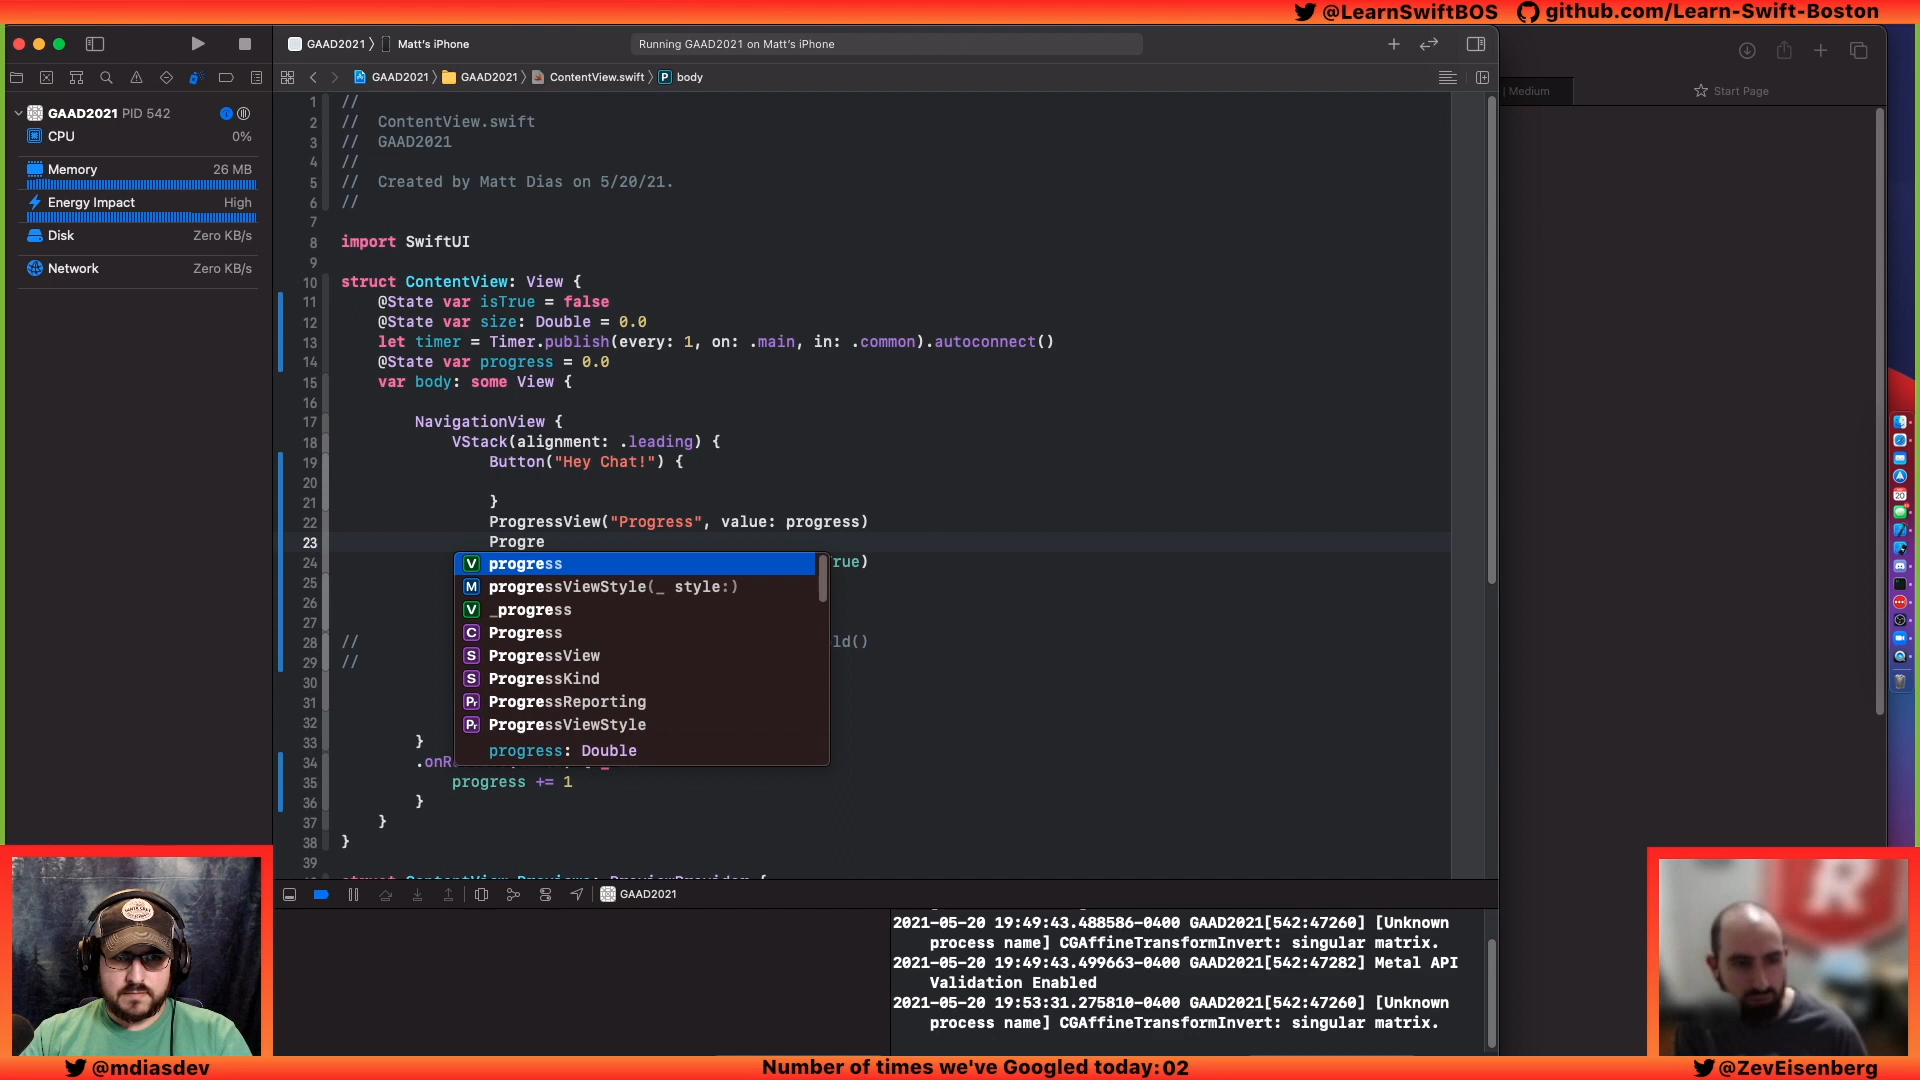 @LearnSwiftBOS github.com/Learn-Swift-Boston
GAAD2021 Matt's iPhone
Running GAAD2021 on Matt's iPhone
GAAD2021 GAAD2021 ContentView.swift body
| Medium
Start Page
GAAD2021 PID 542
CPU 0%
Memory 26 MB
Energy Impact High
Disk Zero KB/s
Network Zero KB/s
1 //
2 // ContentView.swift
3 // GAAD2021
4 //
5 // Created by Matt Dias on 5/20/21.
6 //
7
8 import SwiftUI
9
10 struct ContentView: View {
11 @State var isTrue = false
12 @State var size: Double = 0.0
13 let timer = Timer.publish(every: 1, on: .main, in: .common).autoconnect()
14 @State var progress = 0.0
15 var body: some View {
16
17 NavigationView {
18 VStack(alignment: .leading) {
19 Button("Hey Chat!") {
20
21 }
22 ProgressView("Progress", value: progress)
23 Progre
24 rue)
25
26
27
28 // ld()
29 //
30
31
32
33 }
34 .onR
35 progress += 1
36 }
37 }
38 }
39
progress
progressViewStyle(_ style:)
_progress
Progress
ProgressView
ProgressKind
ProgressReporting
ProgressViewStyle
progress: Double
struct ContentView_Previews: PreviewProvider {
GAAD2021
2021-05-20 19:49:43.488586-0400 GAAD2021[542:47260] [Unknown
process name] CGAffineTransformInvert: singular matrix.
2021-05-20 19:49:43.499663-0400 GAAD2021[542:47282] Metal API
Validation Enabled
2021-05-20 19:53:31.275810-0400 GAAD2021[542:47260] [Unknown
process name] CGAffineTransformInvert: singular matrix.
@mdiasdev
Number of times we've Googled today: 02
@ZevEisenberg